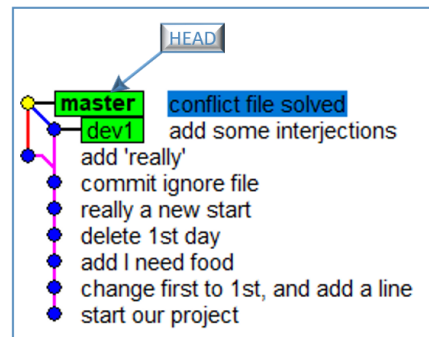 HEAD
master conflict file solved
dev1 add some interjections
add 'really'
commit ignore file
really a new start
delete 1st day
add I need food
change first to 1st, and add a line
start our project